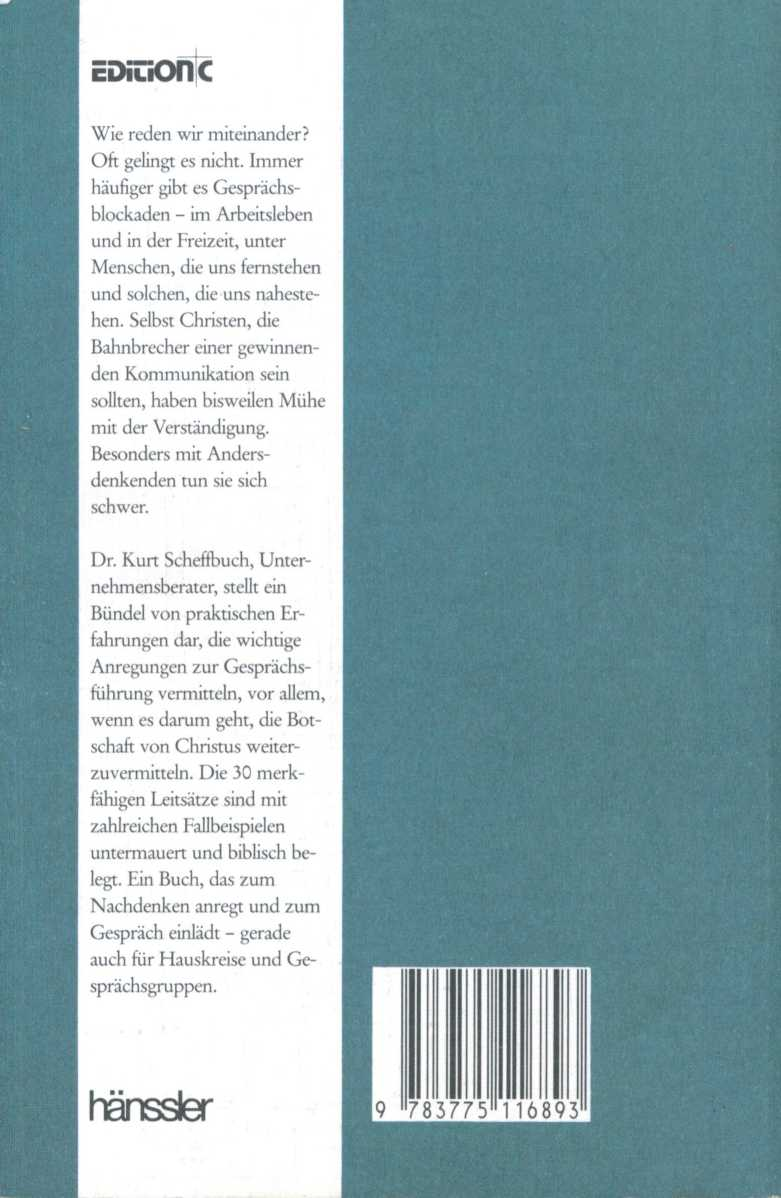 EDITION C
Wie reden wir miteinander?
Oft gelingt es nicht. Immer
häufiger gibt es Gesprächs-
blockaden – im Arbeitsleben
und in der Freizeit, unter
Menschen, die uns fernstehen
und solchen, die uns naheste-
hen. Selbst Christen, die
Bahnbrecher einer gewinnen-
den Kommunikation sein
sollten, haben bisweilen Mühe
mit der Verständigung.
Besonders mit Anders-
denkenden tun sie sich
schwer.
Dr. Kurt Scheffbuch, Unter-
nehmensberater, stellt ein
Bündel von praktischen Er-
fahrungen dar, die wichtige
Anregungen zur Gesprächs-
führung vermitteln, vor allem,
wenn es darum geht, die Bot-
schaft von Christus weiter-
zuvermitteln. Die 30 merk-
fähigen Leitsätze sind mit
zahlreichen Fallbeispielen
untermauert und biblisch be-
legt. Ein Buch, das zum
Nachdenken anregt und zum
Gespräch einlädt – gerade
auch für Hauskreise und Ge-
sprächsgruppen.
hänssler
9 783775 116893